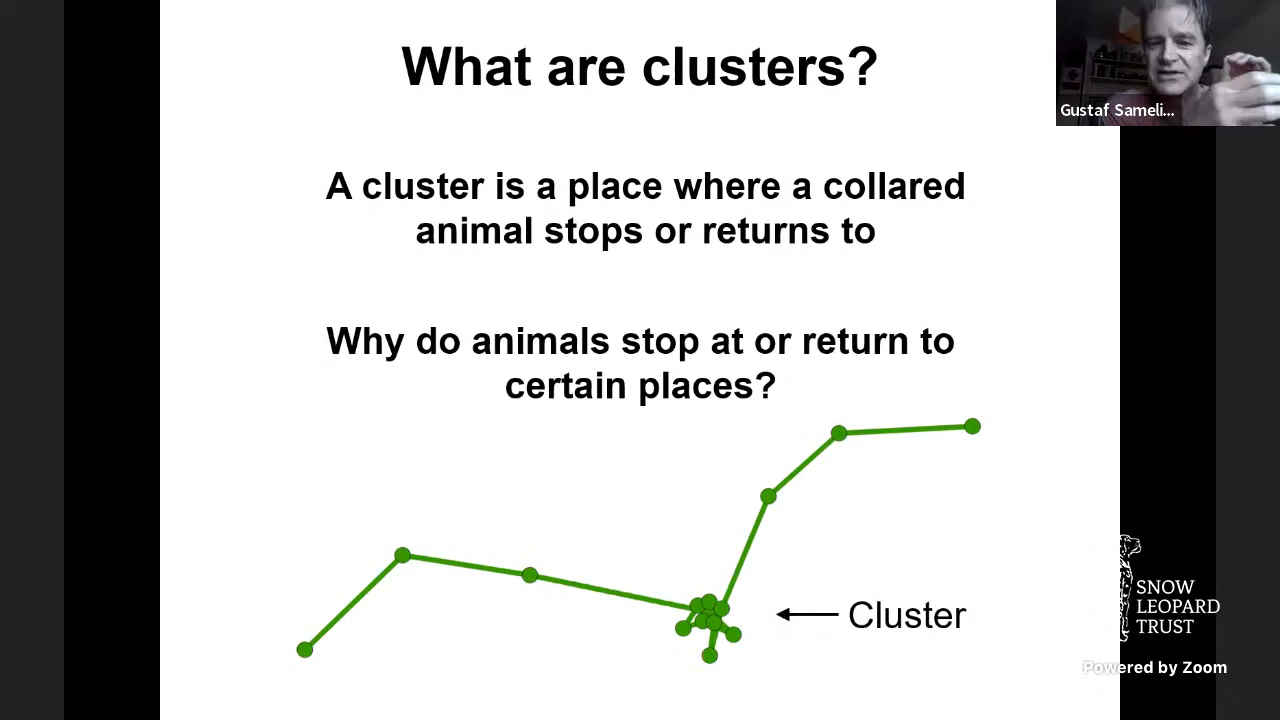 What are clusters?
Gustaf Sameli...
A cluster is a place where a collared
animal stops or returns to
Why do animals stop at or return to
certain places?
Cluster
SNOW
LEOPARD
TRUST
Powered by Zoom